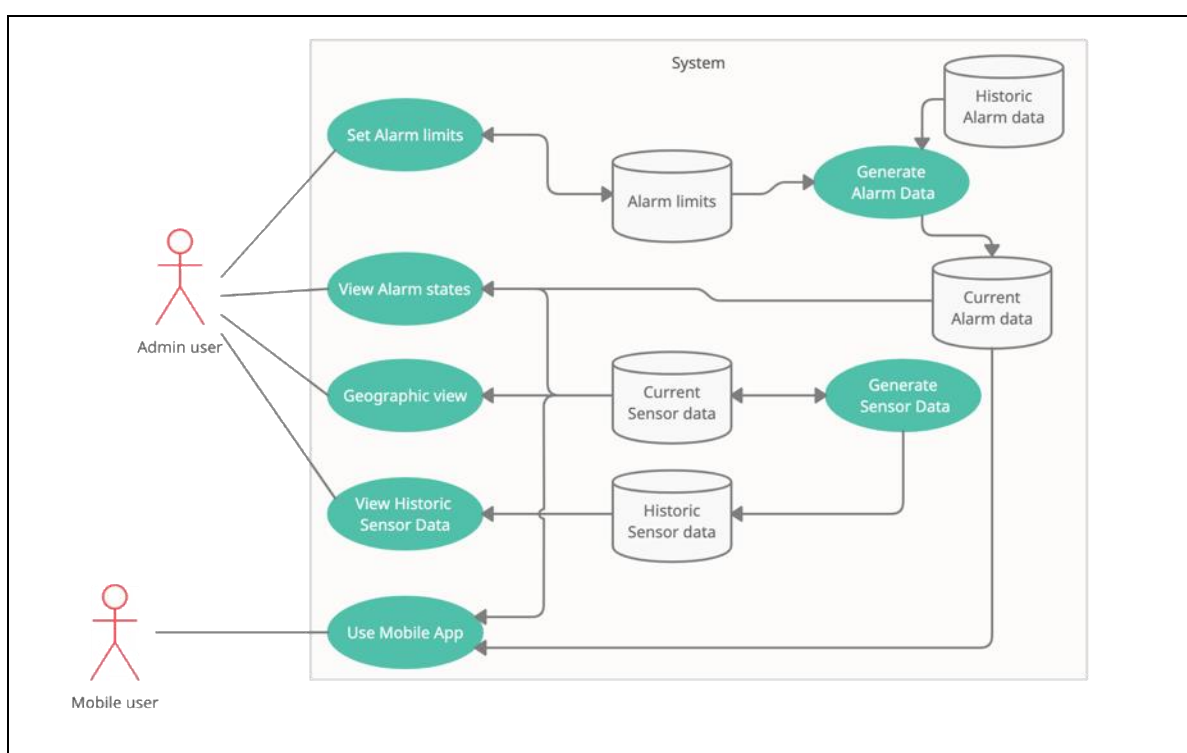 System
Historic
Alarm data
Set Alarm limits
Generate
Alarm Data
Alarm limits
View Alarm states
Current
Alarm data
Admin user
Geographic view
Current
Sensor data
Generate
Sensor Data
View Historic
Sensor Data
Historic
Sensor data
Use Mobile App
Mobile user